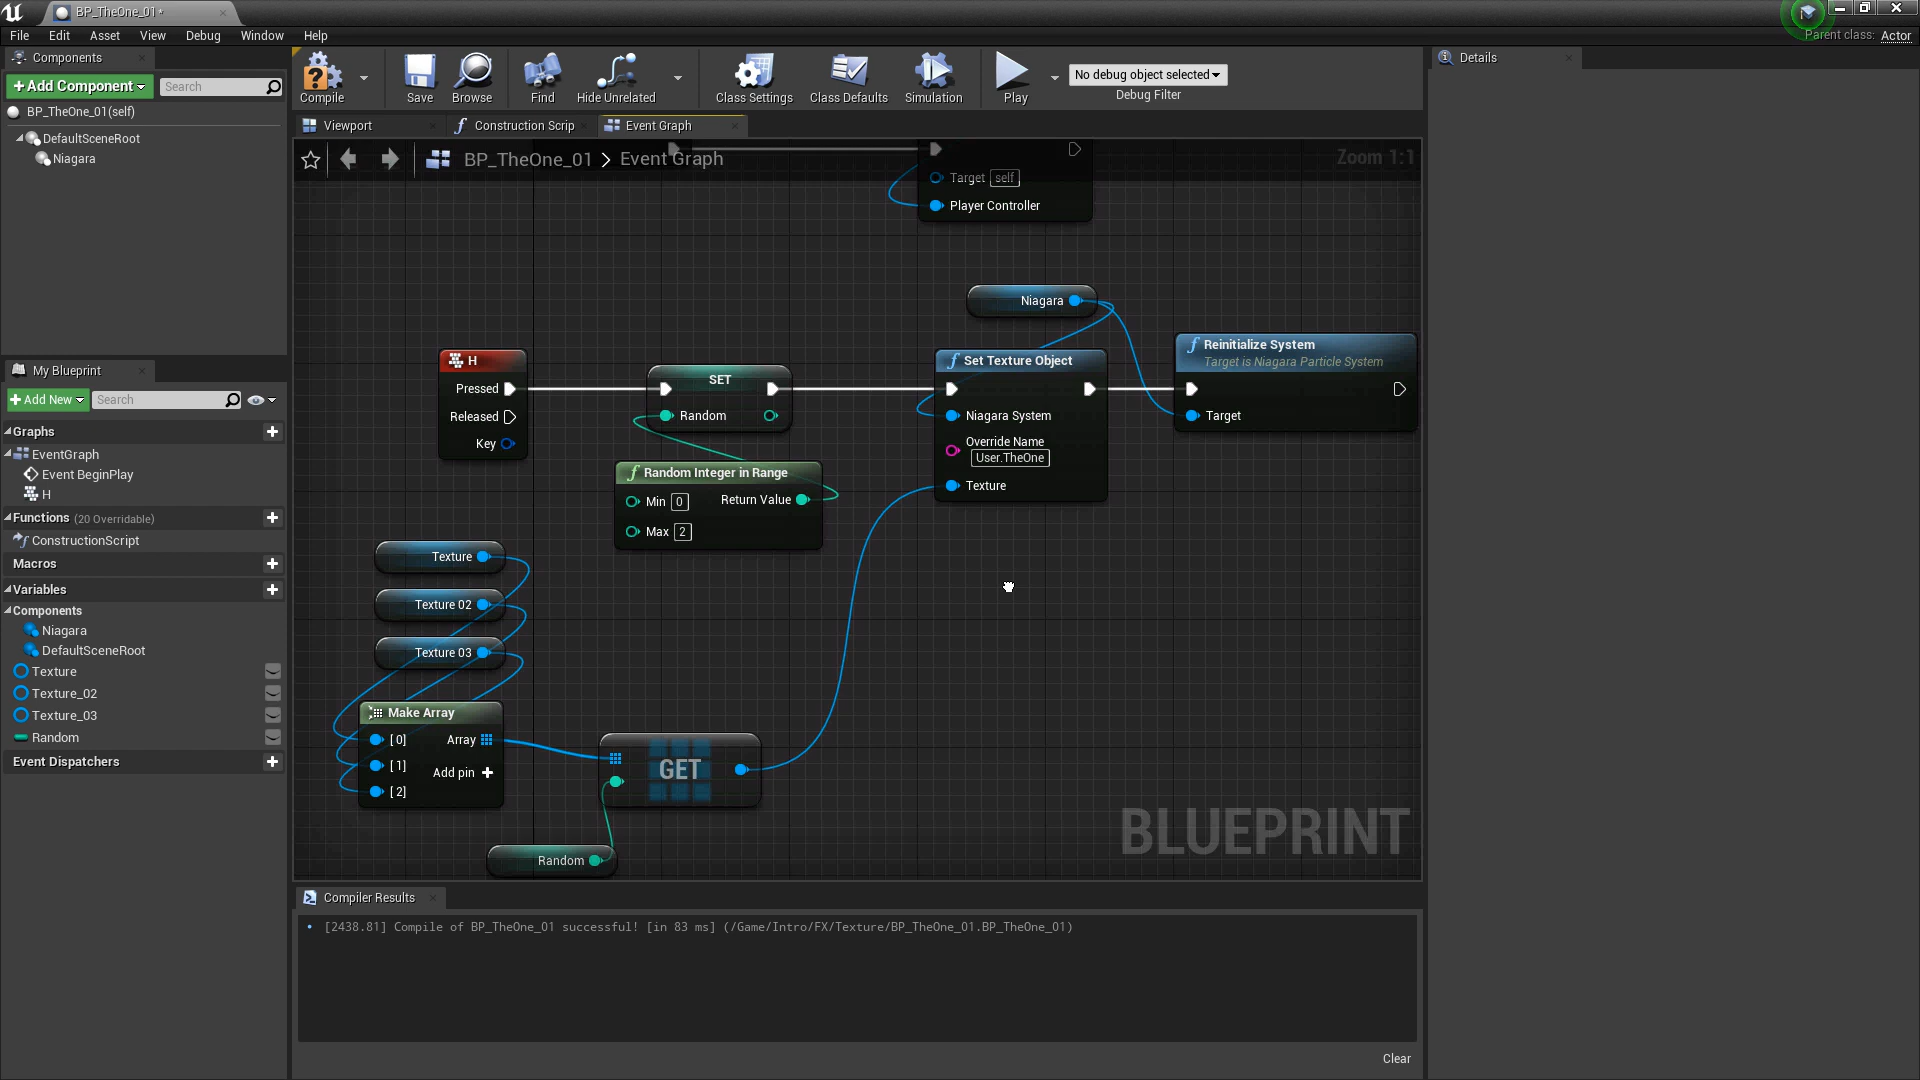 BP_TheOne_01*
File Edit Asset View Debug Window Help
Parent class: Actor
Components
+ Add Component
Search
BP_TheOne_01(self)
DefaultSceneRoot
Niagara
Compile
Save
Browse
Find
Hide Unrelated
Class Settings
Class Defaults
Simulation
Play
No debug object selected
Debug Filter
Viewport
Construction Scrip
Event Graph
BP_TheOne_01 > Event Graph
Zoom 1:1
Target self
Player Controller
Niagara
H
Pressed
Released
Key
SET
Random
Random Integer in Range
Min 0
Return Value
Max 2
Set Texture Object
Niagara System
Override Name
User.TheOne
Texture
Reinitialize System
Target is Niagara Particle System
Target
Texture
Texture 02
Texture 03
Make Array
[0]
Array
[1]
Add pin +
[2]
GET
Random
BLUEPRINT
My Blueprint
+ Add New
Search
Graphs
EventGraph
Event BeginPlay
H
Functions (20 Overridable)
ConstructionScript
Macros
Variables
Components
Niagara
DefaultSceneRoot
Texture
Texture_02
Texture_03
Random
Event Dispatchers
Compiler Results
[2438.81] Compile of BP_TheOne_01 successful! [in 83 ms] (/Game/Intro/FX/Texture/BP_TheOne_01.BP_TheOne_01)
Clear
Details